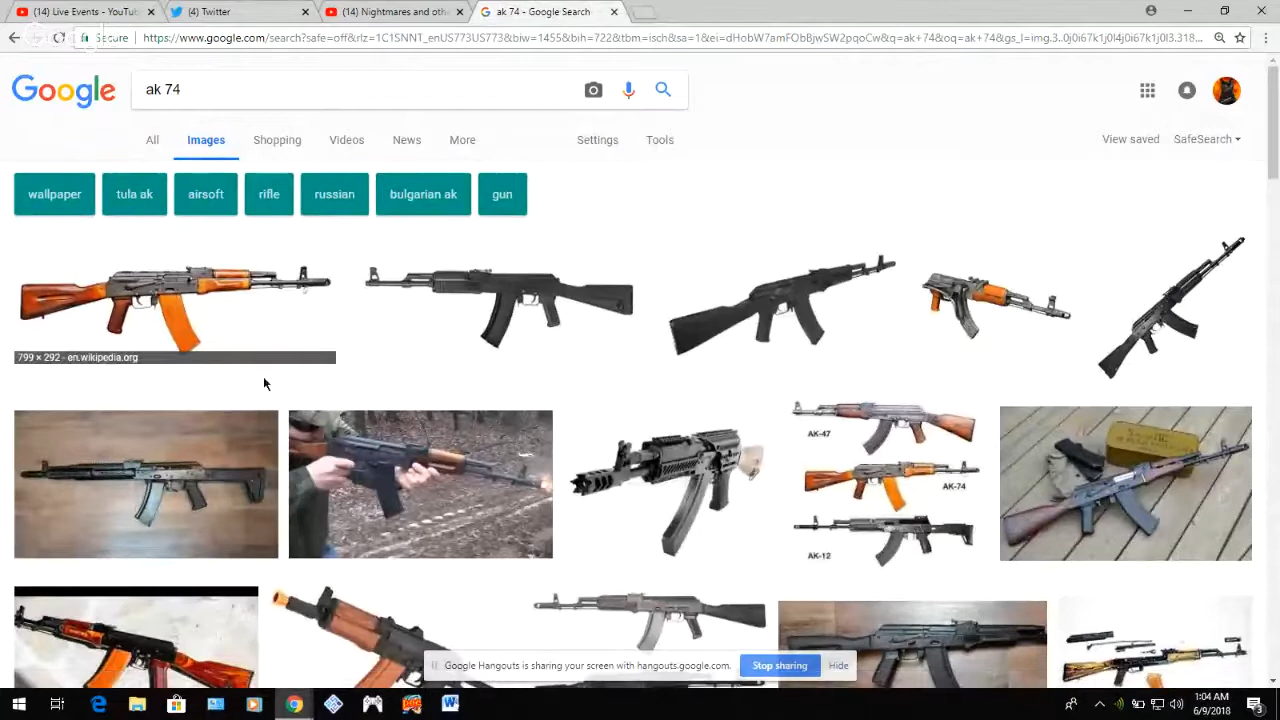 (14) Live Events - YouTub
(4) Twitter
(14) Nightmares and othe
ak 74 - Google Search
Secure
https://www.google.com/search?safe=off&rlz=1C1SNNT_enUS773US773&biw=1455&bih=722&tbm=isch&sa=1&ei=dHobW7amFObBjwSW2pqoCw&q=ak+74&oq=ak+74&gs_l=img.3..0j0i67k1j0l4j0i67k1j0l3.318...
Google
ak 74
All
Images
Shopping
Videos
News
More
Settings
Tools
View saved
SafeSearch
wallpaper
tula ak
airsoft
rifle
russian
bulgarian ak
gun
799 × 292 - en.wikipedia.org
AK-47
AK-74
AK-12
Google Hangouts is sharing your screen with hangouts.google.com.
Stop sharing
Hide
1:04 AM
6/9/2018